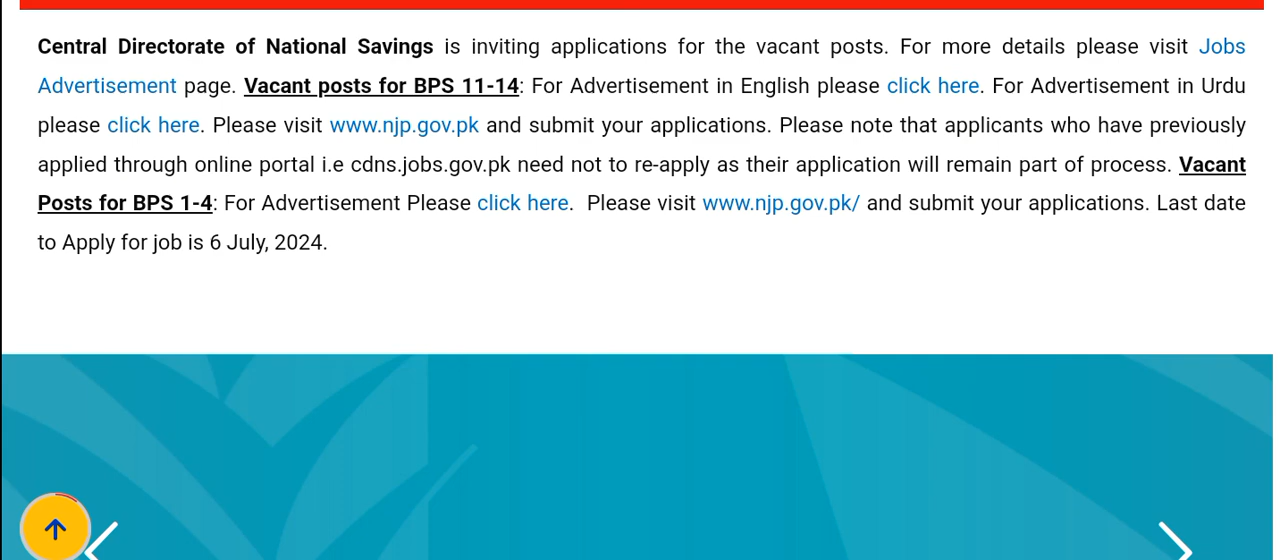 Central Directorate of National Savings is inviting applications for the vacant posts. For more details please visit Jobs
Advertisement page. Vacant posts for BPS 11-14: For Advertisement in English please click here. For Advertisement in Urdu
please click here. Please visit www.njp.gov.pk and submit your applications. Please note that applicants who have previously
applied through online portal i.e cdns.jobs.gov.pk need not to re-apply as their application will remain part of process. Vacant
Posts for BPS 1-4: For Advertisement Please click here.  Please visit www.njp.gov.pk/ and submit your applications. Last date
to Apply for job is 6 July, 2024.